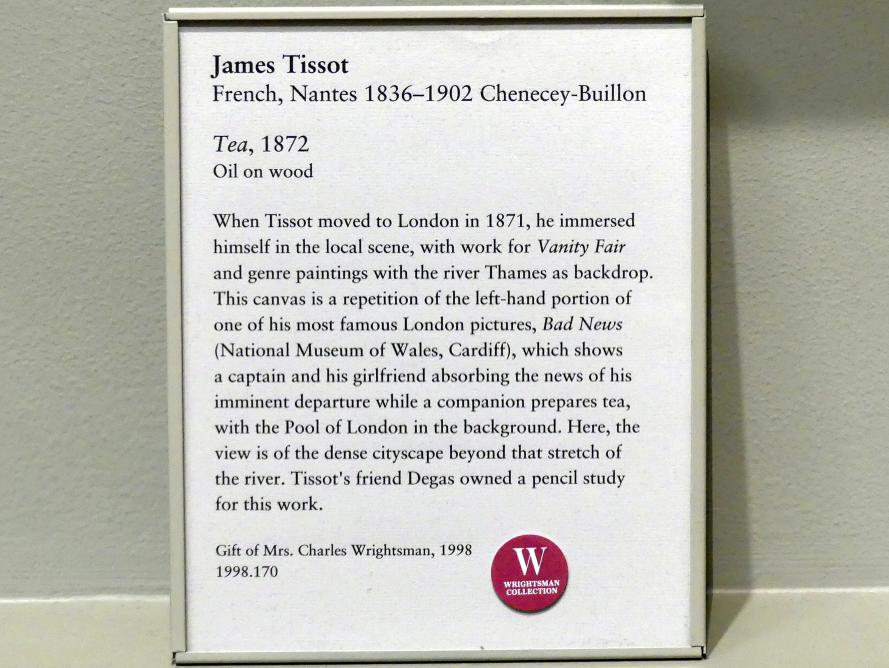 James Tissot
French, Nantes 1836–1902 Chenecey-Buillon
Tea, 1872
Oil on wood
When Tissot moved to London in 1871, he immersed
himself in the local scene, with work for Vanity Fair
and genre paintings with the river Thames as backdrop.
This canvas is a repetition of the left-hand portion of
one of his most famous London pictures, Bad News
(National Museum of Wales, Cardiff), which shows
a captain and his girlfriend absorbing the news of his
imminent departure while a companion prepares tea,
with the Pool of London in the background. Here, the
view is of the dense cityscape beyond that stretch of
the river. Tissot's friend Degas owned a pencil study
for this work.
Gift of Mrs. Charles Wrightsman, 1998
1998.170
W
WRIGHTSMAN
COLLECTION